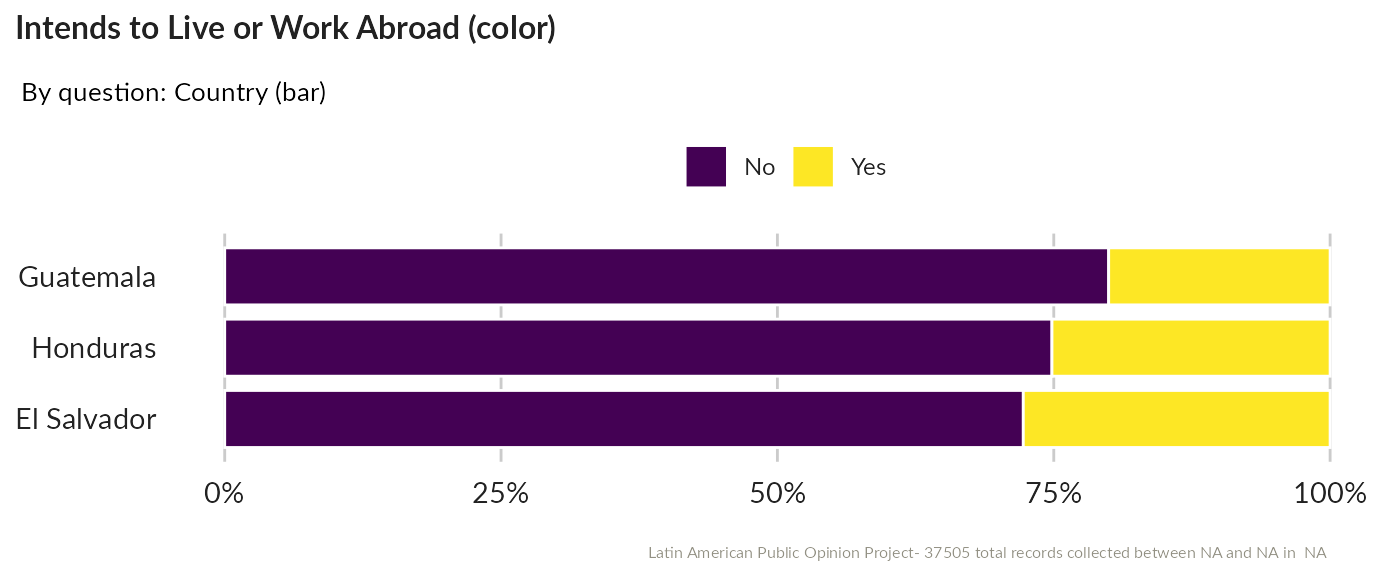 Intends to Live or Work Abroad (color)
By question: Country (bar)
No Yes
Guatemala
Honduras
El Salvador
0% 25% 50% 75% 100%
Latin American Public Opinion Project- 37505 total records collected between NA and NA in  NA